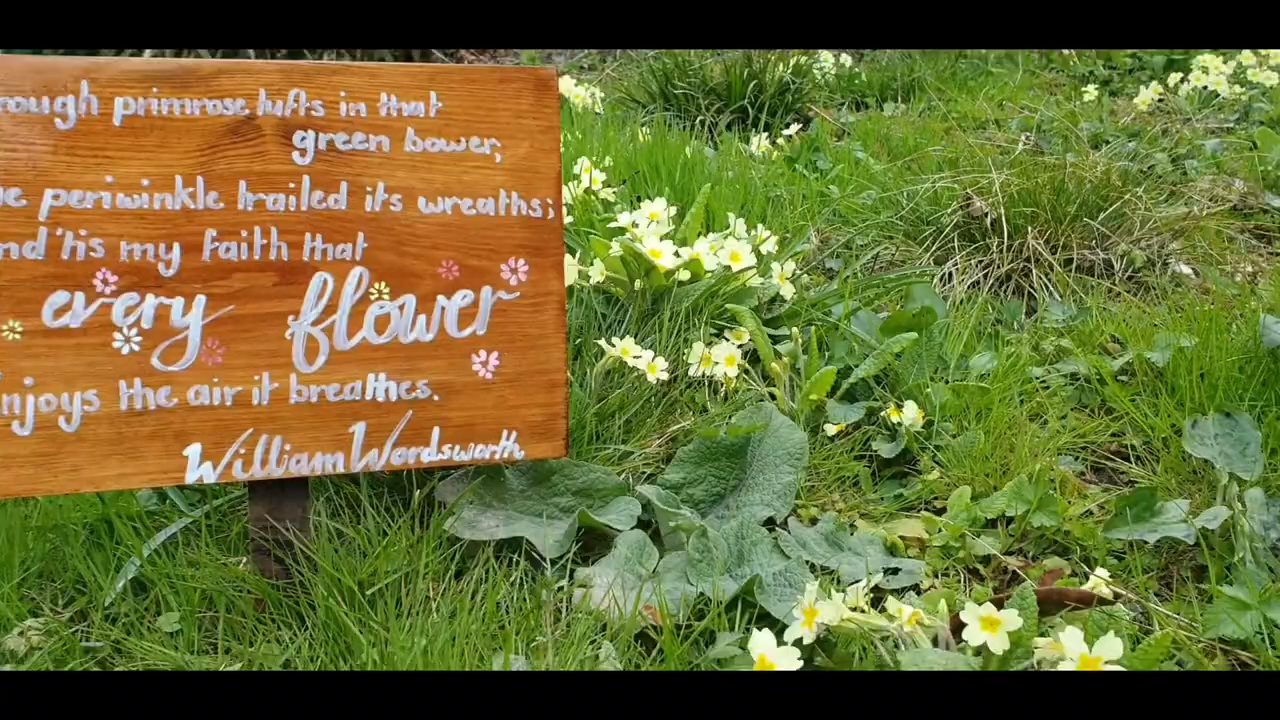 rough primrose tufts in that
green bower,
e periwinkle trailed its wreaths;
nd 'tis my faith that
every flower
njoys the air it breathes.
William Wordsworth